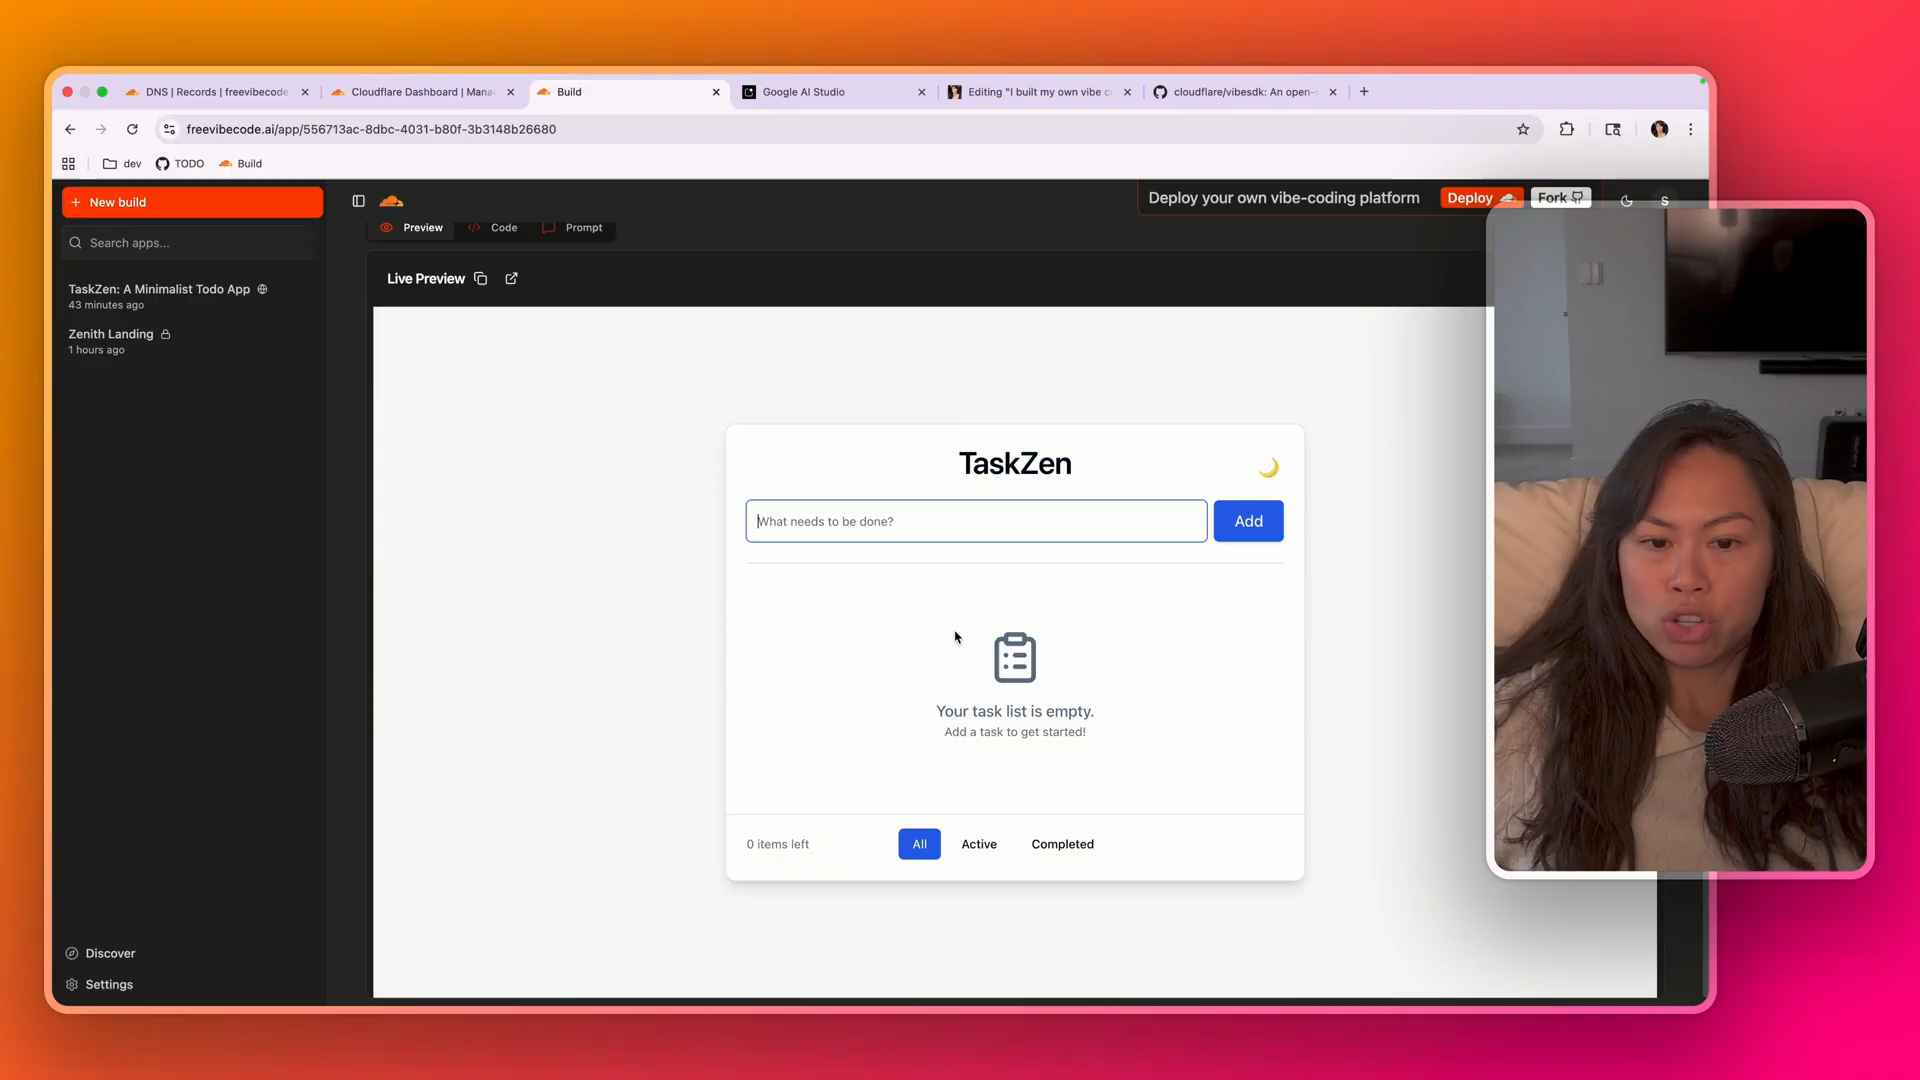 DNS | Records | freevibecode
Cloudflare Dashboard | Mana
Build
Google AI Studio
Editing "I built my own vibe c
cloudflare/vibesdk: An open-
freevibecode.ai/app/556713ac-8dbc-4031-b80f-3b3148b26680
dev
TODO
Build
New build
Deploy your own vibe-coding platform
Deploy
Fork
S
Preview
Code
Prompt
Search apps...
Live Preview
TaskZen: A Minimalist Todo App
43 minutes ago
Zenith Landing
1 hours ago
TaskZen
What needs to be done?
Add
Your task list is empty.
Add a task to get started!
0 items left
All
Active
Completed
Discover
Settings